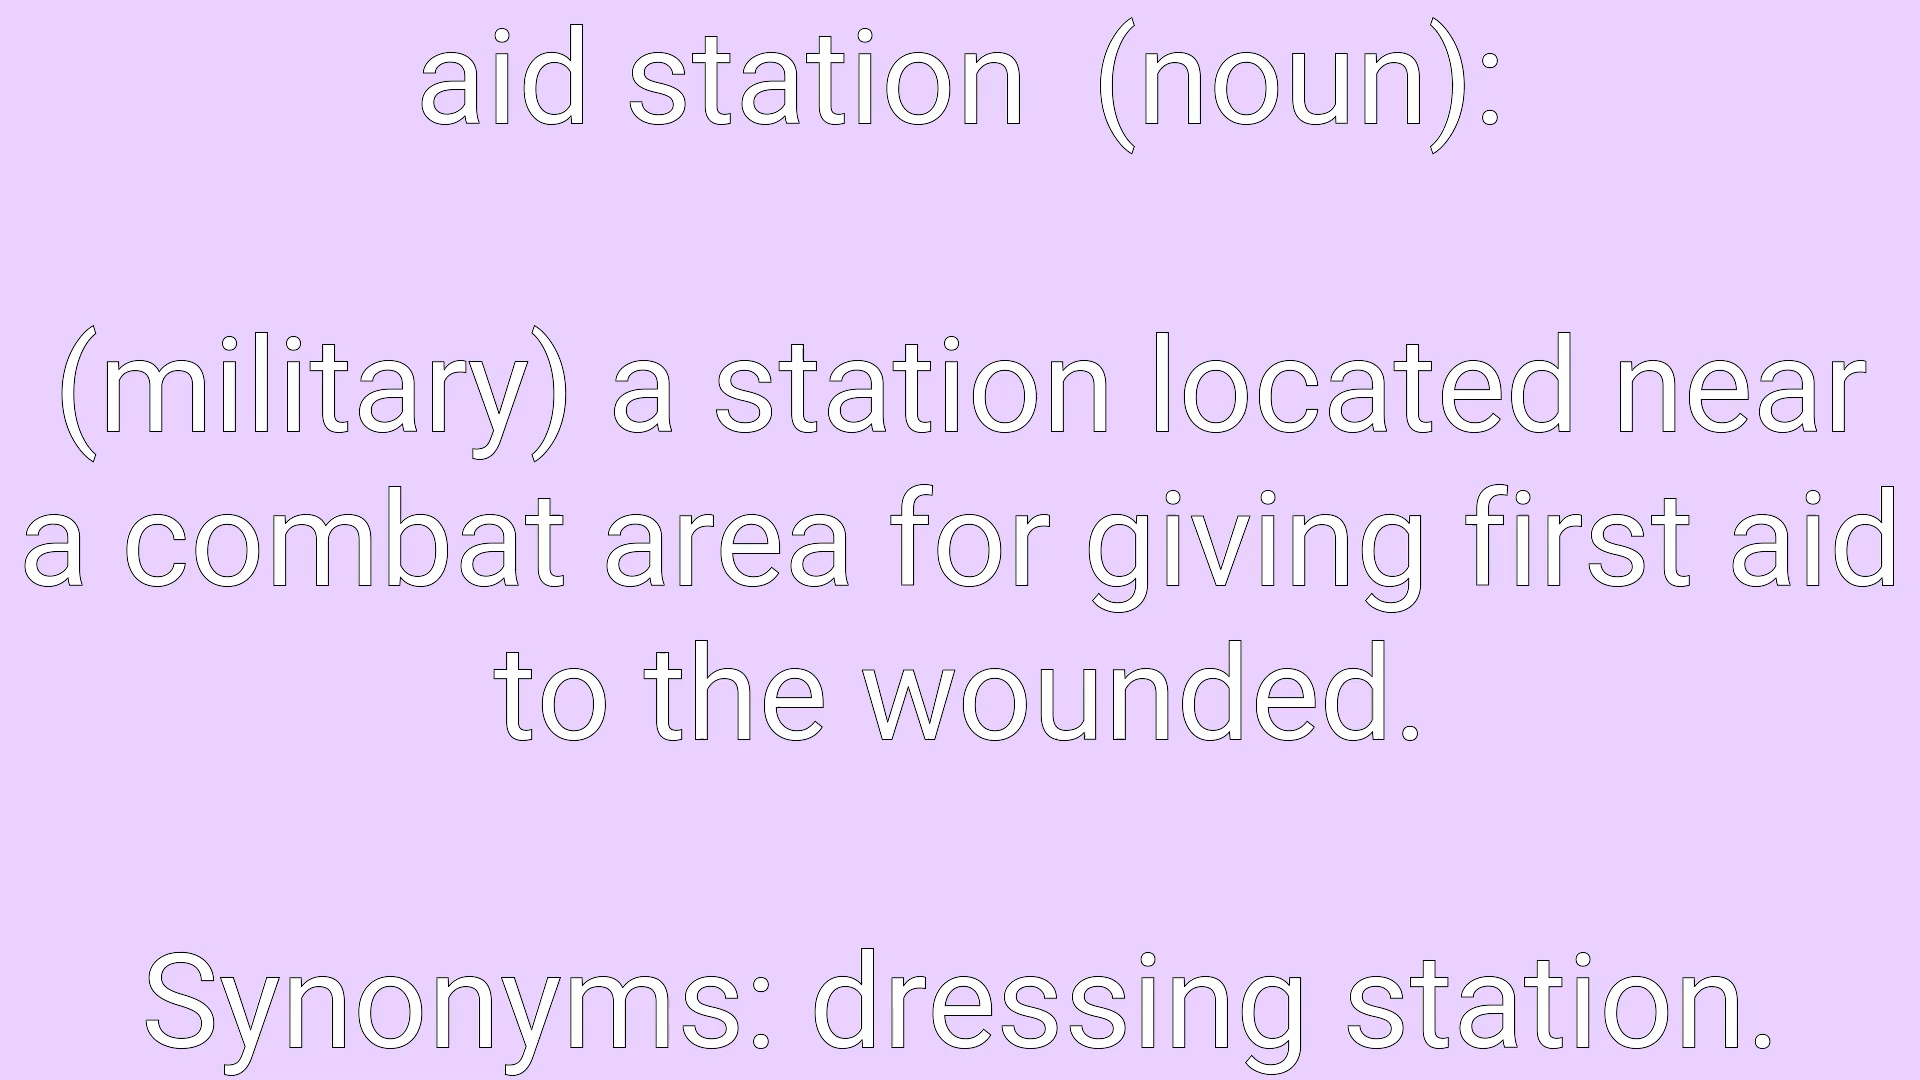 aid station  (noun):
(military) a station located near
a combat area for giving first aid
to the wounded.
Synonyms: dressing station.